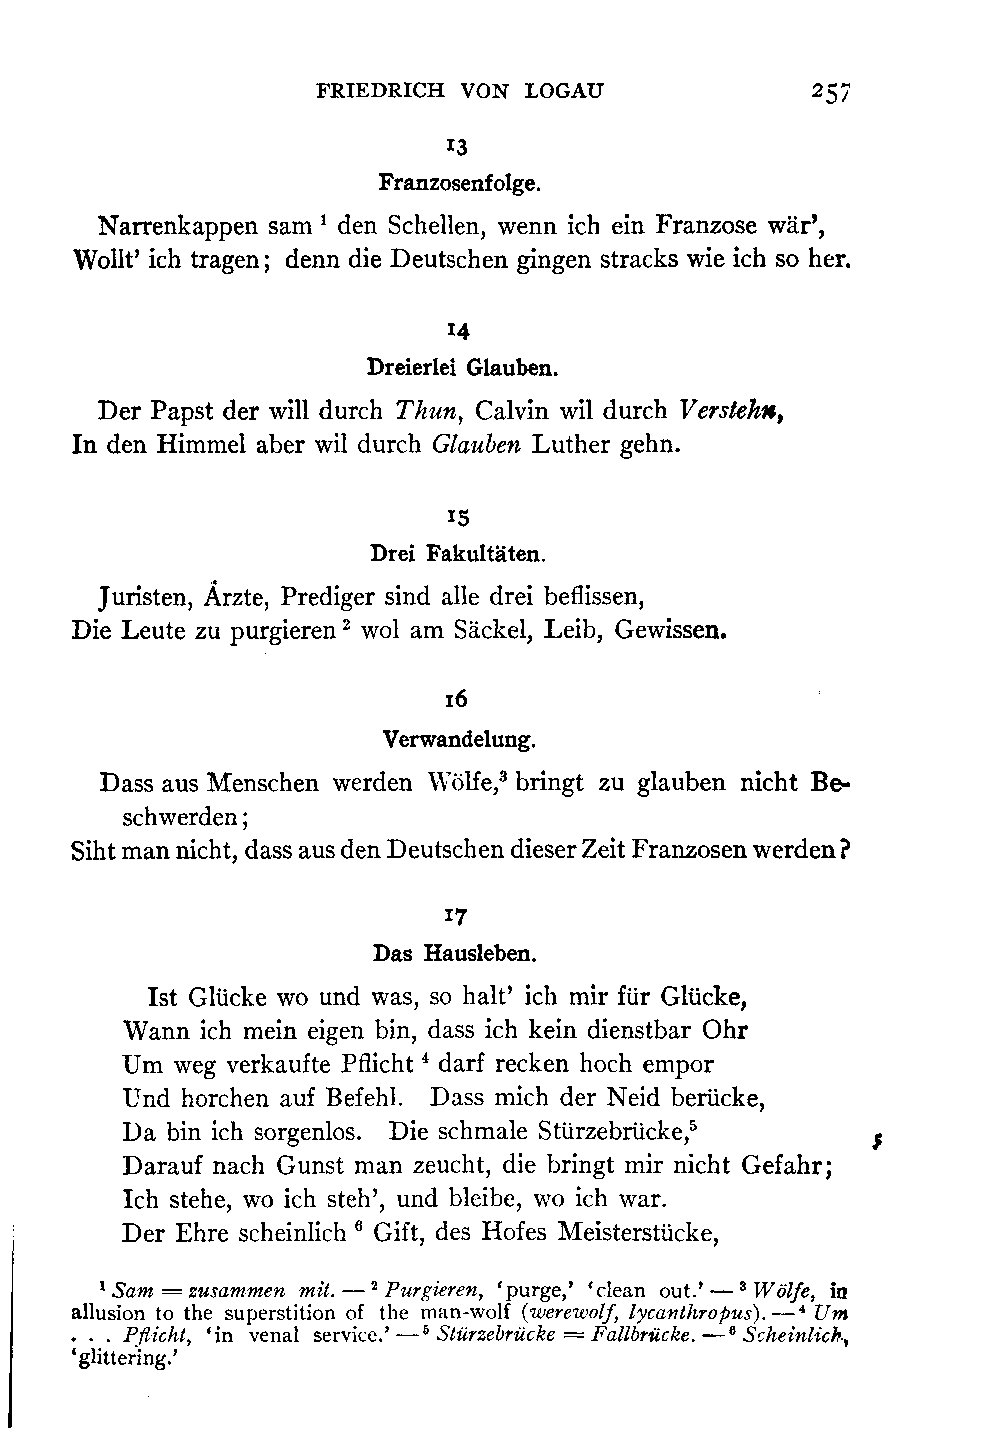 FRIEDRICH VON LOGAU 257
13
Franzosenfolge.
Narrenkappen sam ¹ den Schellen, wenn ich ein Franzose wär’,
Wollt’ ich tragen; denn die Deutschen gingen stracks wie ich so her.
14
Dreierlei Glauben.
Der Papst der will durch Thun, Calvin wil durch Verstehn,
In den Himmel aber wil durch Glauben Luther gehn.
15
Drei Fakultäten.
Juristen, Ärzte, Prediger sind alle drei beflissen,
Die Leute zu purgieren ² wol am Säckel, Leib, Gewissen.
16
Verwandelung.
Dass aus Menschen werden Wölfe,³ bringt zu glauben nicht Be-
schwerden;
Siht man nicht, dass aus den Deutschen dieser Zeit Franzosen werden?
17
Das Hausleben.
Ist Glücke wo und was, so halt’ ich mir für Glücke,
Wann ich mein eigen bin, dass ich kein dienstbar Ohr
Um weg verkaufte Pflicht ⁴ darf recken hoch empor
Und horchen auf Befehl. Dass mich der Neid berücke,
Da bin ich sorgenlos. Die schmale Stürzebrücke,⁵
Darauf nach Gunst man zeucht, die bringt mir nicht Gefahr;
Ich stehe, wo ich steh’, und bleibe, wo ich war.
Der Ehre scheinlich ⁶ Gift, des Hofes Meisterstücke,
¹ Sam = zusammen mit. — ² Purgieren, ‘purge,’ ‘clean out.’ — ³ Wölfe, in
allusion to the superstition of the man-wolf (werewolf, lycanthropus). — ⁴ Um
. . . Pflicht, ‘in venal service.’ — ⁵ Stürzebrücke = Fallbrücke. — ⁶ Scheinlich,
‘glittering.’